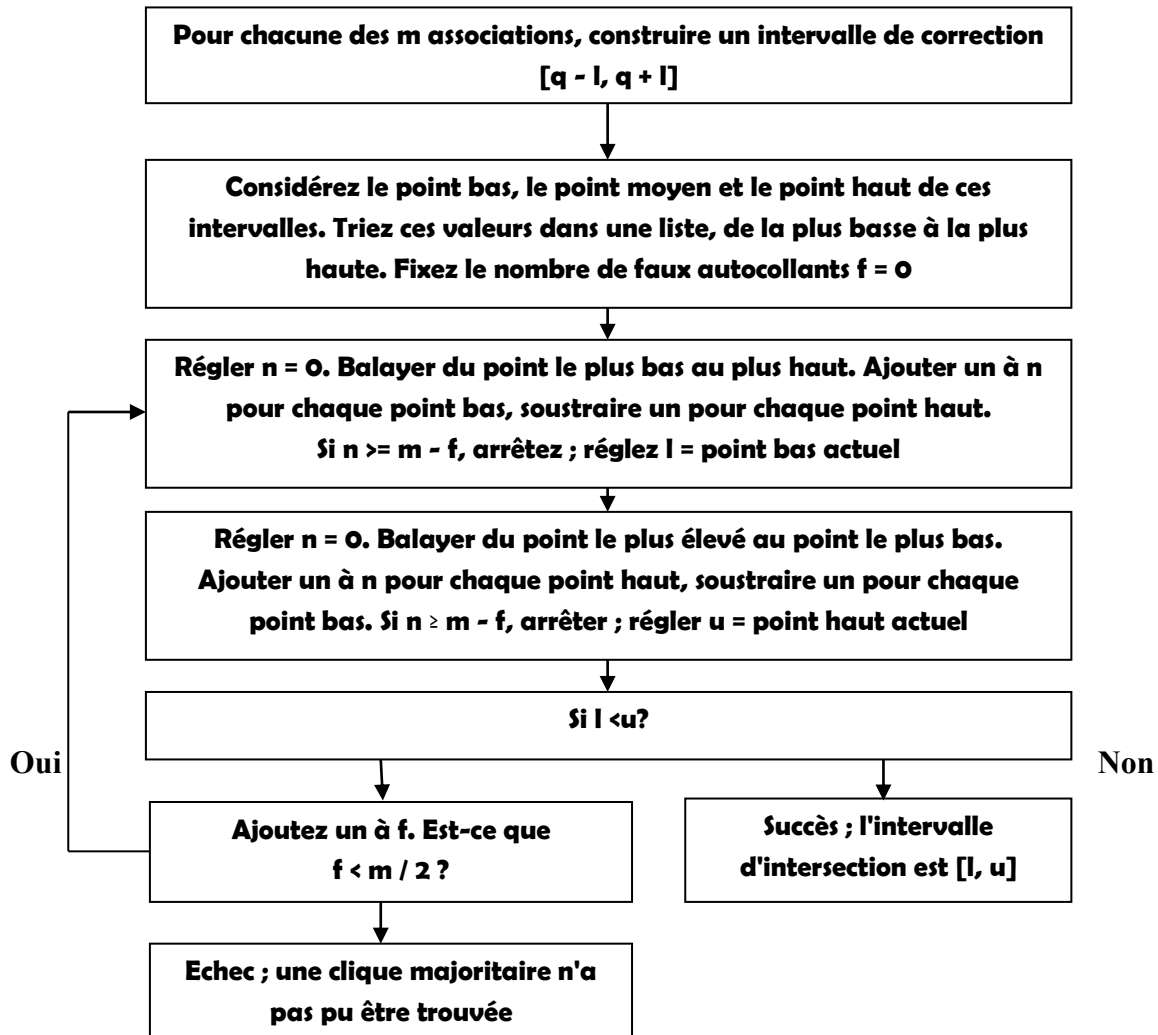 Pour chacune des m associations, construire un intervalle de correction
[q - l, q + l]
Considérez le point bas, le point moyen et le point haut de ces
intervalles. Triez ces valeurs dans une liste, de la plus basse à la plus
haute. Fixez le nombre de faux autocollants f = 0
Régler n = 0. Balayer du point le plus bas au plus haut. Ajouter un à n
pour chaque point bas, soustraire un pour chaque point haut.
Si n >= m - f, arrêtez ; réglez l = point bas actuel
Régler n = 0. Balayer du point le plus élevé au point le plus bas.
Ajouter un à n pour chaque point haut, soustraire un pour chaque
point bas. Si n ≥ m - f, arrêter ; régler u = point haut actuel
Si l <u?
Oui
Non
Ajoutez un à f. Est-ce que
f < m / 2 ?
Succès ; l'intervalle
d'intersection est [l, u]
Echec ; une clique majoritaire n'a
pas pu être trouvée